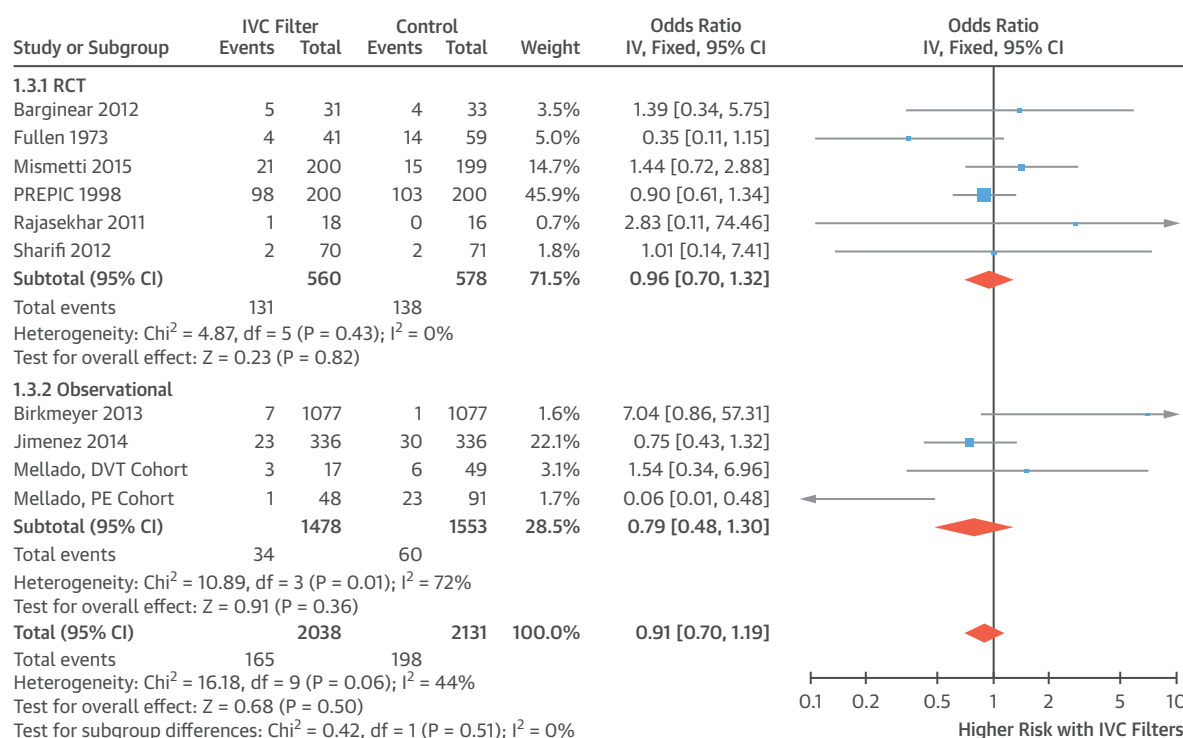 IVC Filter Control Odds Ratio Odds Ratio
Study or Subgroup Events Total Events Total Weight IV, Fixed, 95% CI IV, Fixed, 95% CI
1.3.1 RCT
Barginear 2012 5 31 4 33 3.5% 1.39 [0.34, 5.75]
Fullen 1973 4 41 14 59 5.0% 0.35 [0.11, 1.15]
Mismetti 2015 21 200 15 199 14.7% 1.44 [0.72, 2.88]
PREPIC 1998 98 200 103 200 45.9% 0.90 [0.61, 1.34]
Rajasekhar 2011 1 18 0 16 0.7% 2.83 [0.11, 74.46]
Sharifi 2012 2 70 2 71 1.8% 1.01 [0.14, 7.41]
Subtotal (95% CI) 560 578 71.5% 0.96 [0.70, 1.32]
Total events 131 138
Heterogeneity: Chi² = 4.87, df = 5 (P = 0.43); I² = 0%
Test for overall effect: Z = 0.23 (P = 0.82)
1.3.2 Observational
Birkmeyer 2013 7 1077 1 1077 1.6% 7.04 [0.86, 57.31]
Jimenez 2014 23 336 30 336 22.1% 0.75 [0.43, 1.32]
Mellado, DVT Cohort 3 17 6 49 3.1% 1.54 [0.34, 6.96]
Mellado, PE Cohort 1 48 23 91 1.7% 0.06 [0.01, 0.48]
Subtotal (95% CI) 1478 1553 28.5% 0.79 [0.48, 1.30]
Total events 34 60
Heterogeneity: Chi² = 10.89, df = 3 (P = 0.01); I² = 72%
Test for overall effect: Z = 0.91 (P = 0.36)
Total (95% CI) 2038 2131 100.0% 0.91 [0.70, 1.19]
Total events 165 198
Heterogeneity: Chi² = 16.18, df = 9 (P = 0.06); I² = 44%
Test for overall effect: Z = 0.68 (P = 0.50)
Test for subgroup differences: Chi² = 0.42, df = 1 (P = 0.51); I² = 0%
0.1 0.2 0.5 1 2 5 10
Higher Risk with IVC Filters